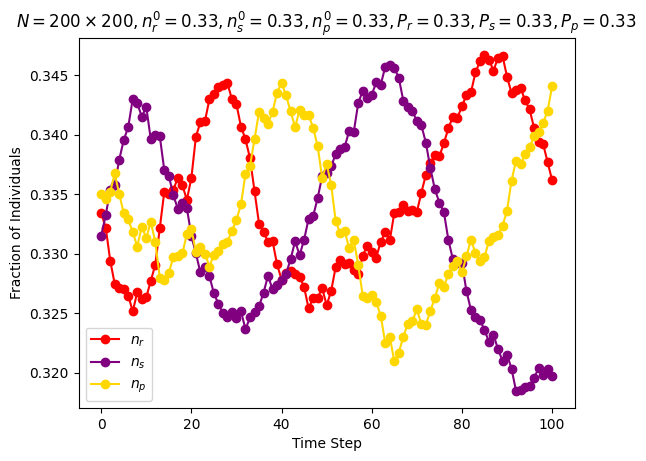 N = 200 × 200, n_r^0 = 0.33, n_s^0 = 0.33, n_p^0 = 0.33, P_r = 0.33, P_s = 0.33, P_p = 0.33
0.345
0.340
0.335
0.330
0.325
0.320
Fraction of Individuals
n_r
n_s
n_p
0 20 40 60 80 100
Time Step